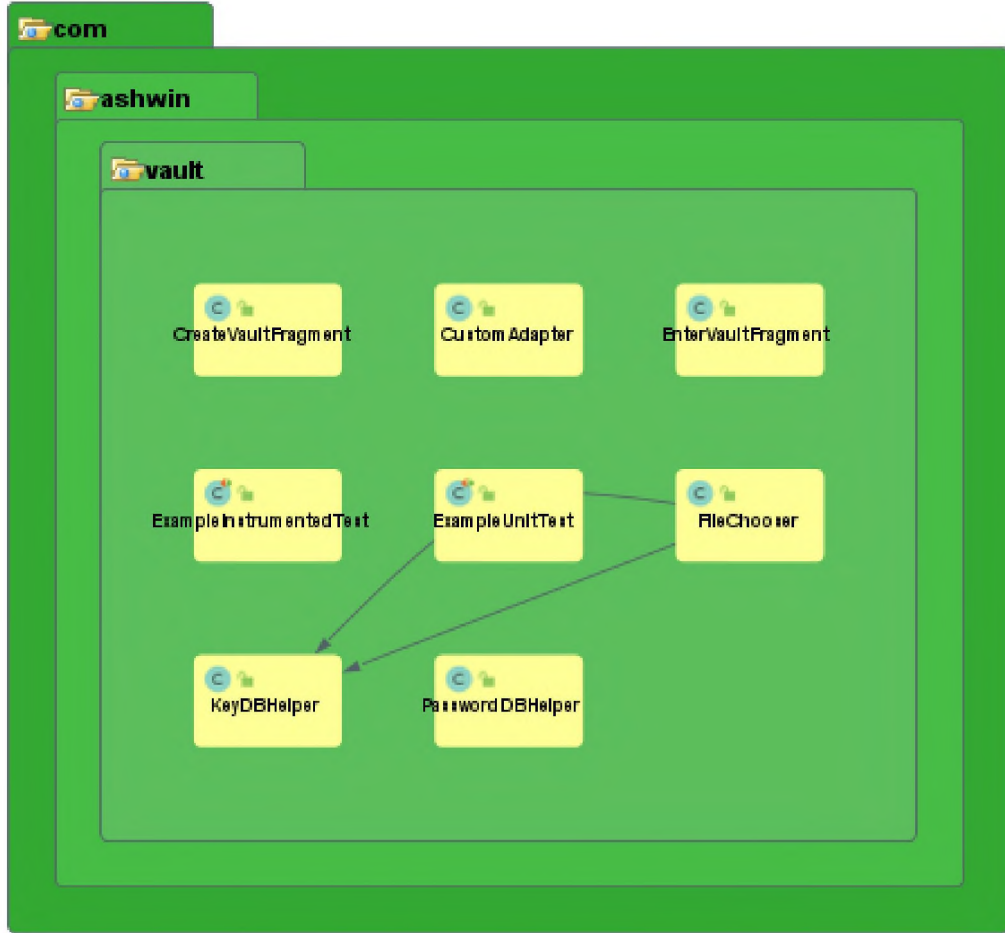 com
ashwin
vault
C
CreateVaultFragment
C
CustomAdapter
C
EnterVaultFragment
C
ExampleInstrumentedTest
C
ExampleUnitTest
C
FileChooser
C
KeyDBHelper
C
PasswordDBHelper